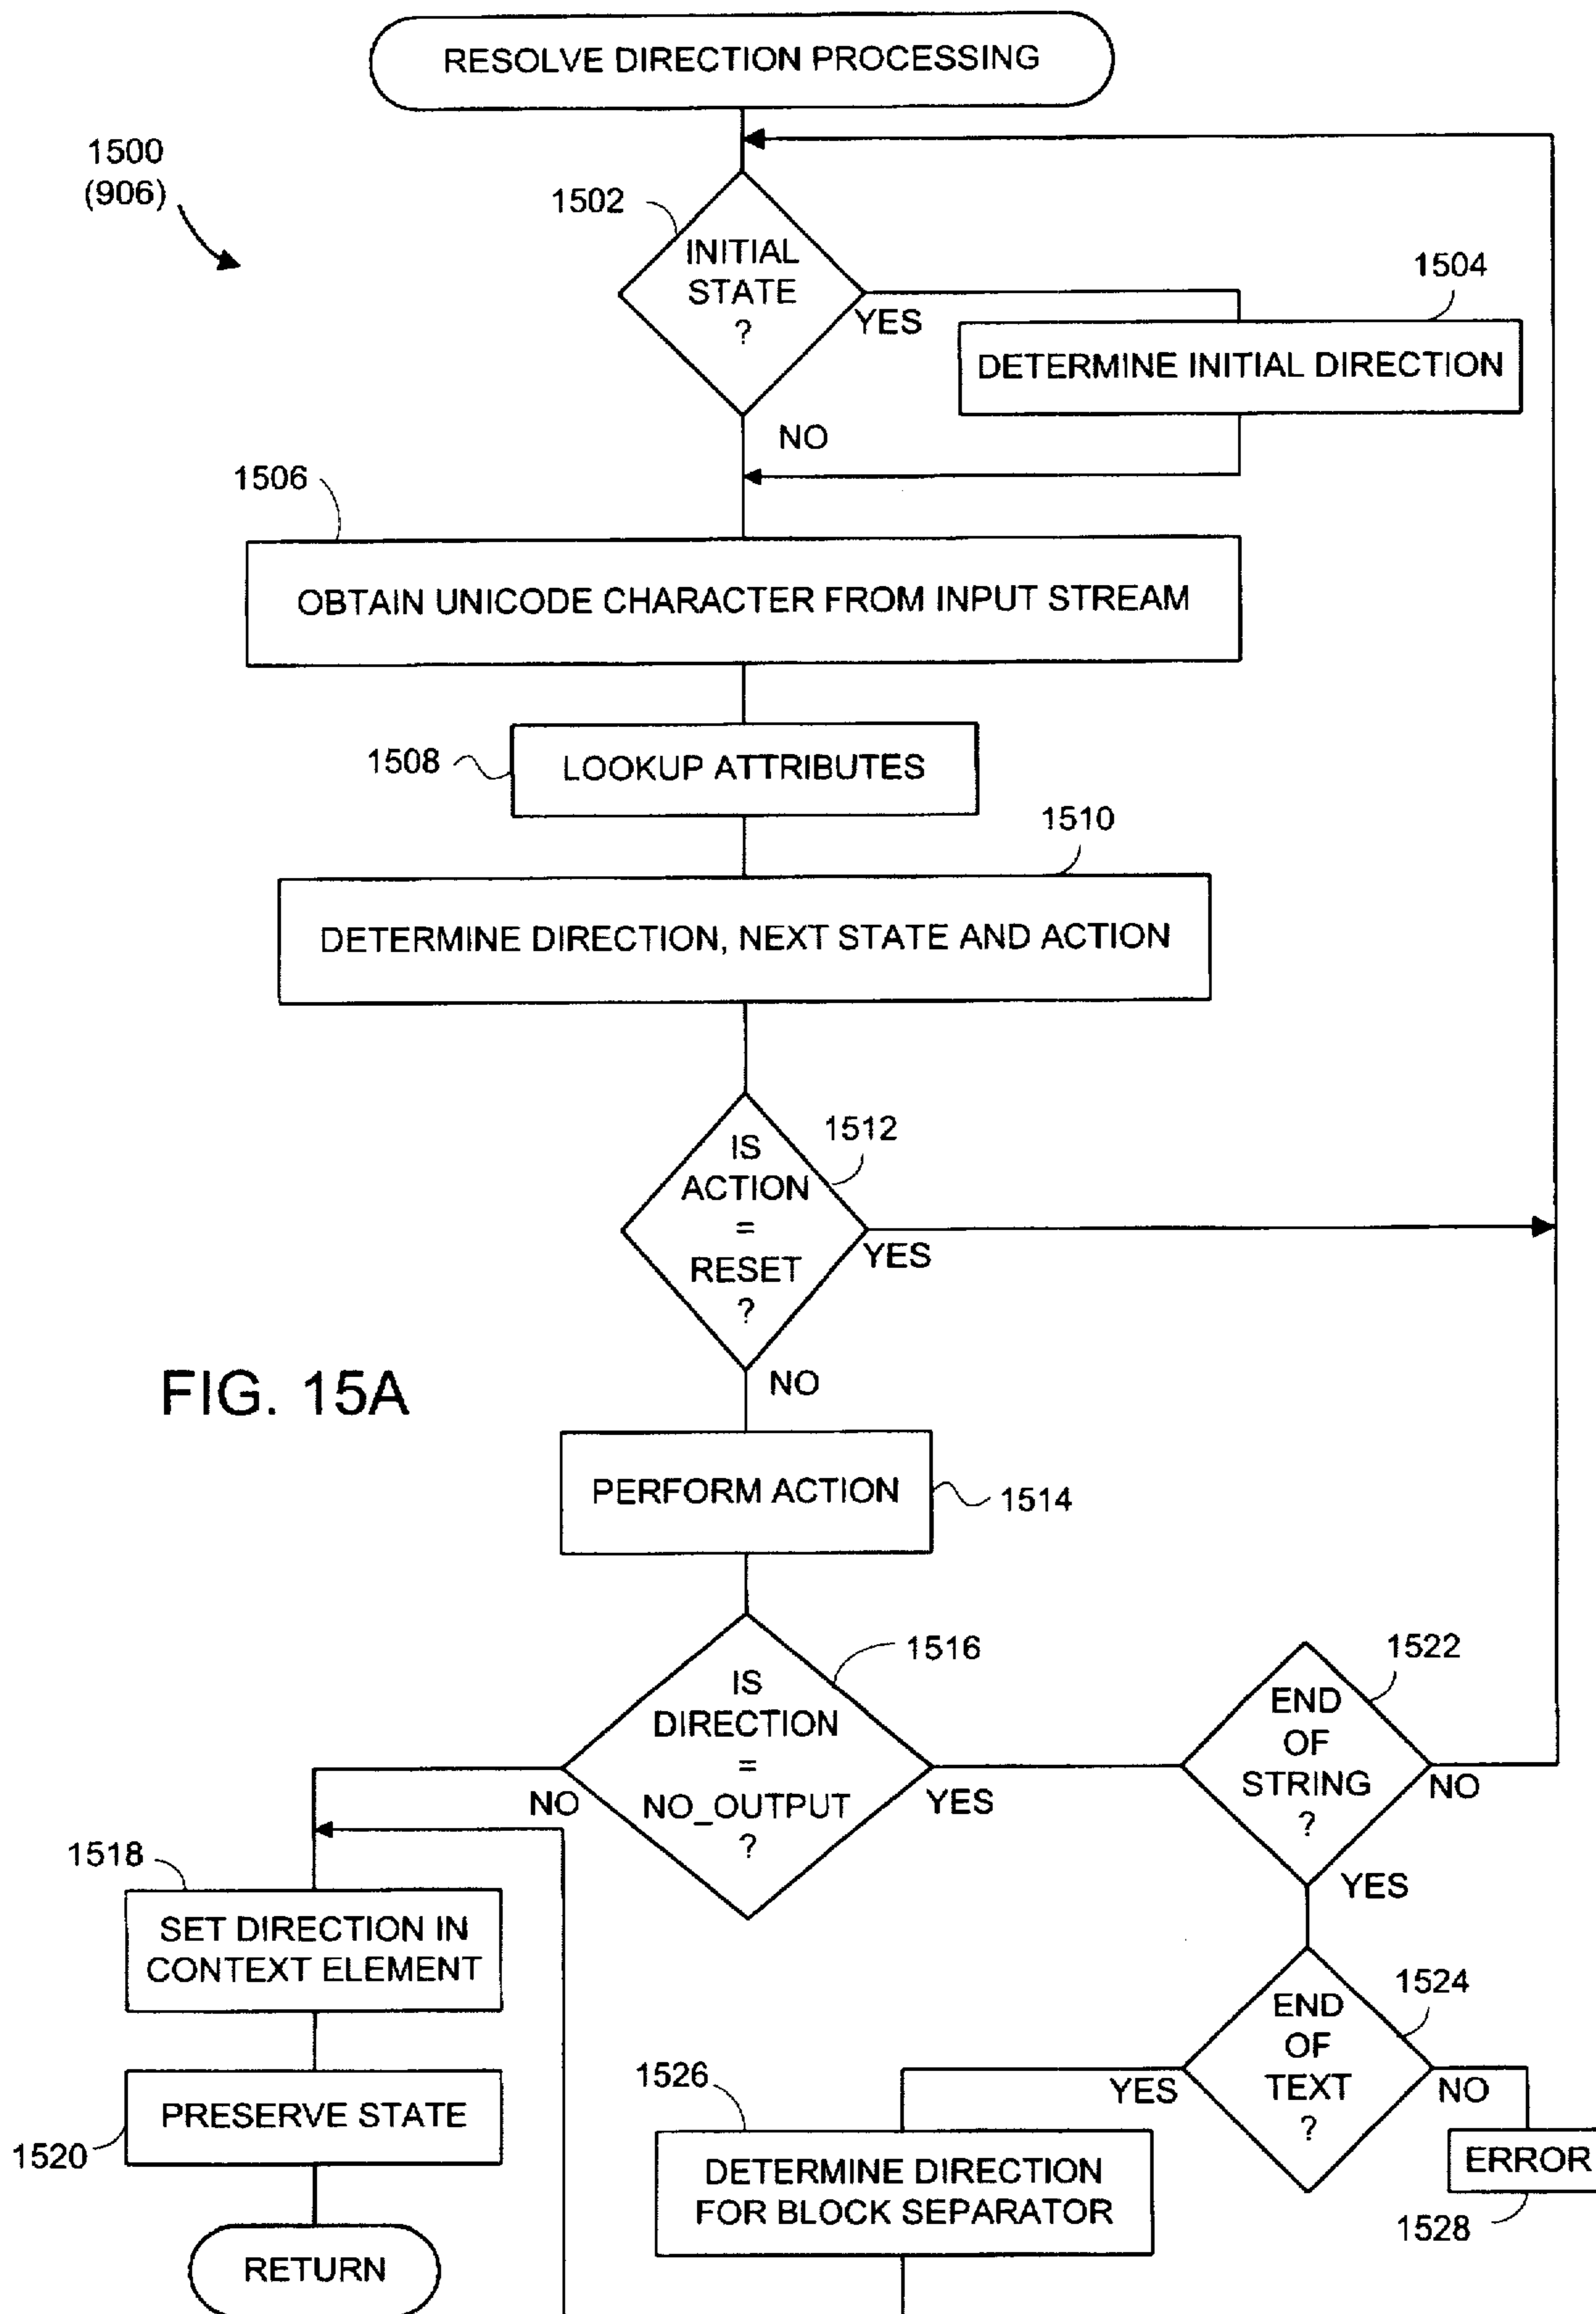 RESOLVE DIRECTION PROCESSING
1500
(906)
1502
INITIAL
STATE
?
YES
NO
1504
DETERMINE INITIAL DIRECTION
1506
OBTAIN UNICODE CHARACTER FROM INPUT STREAM
1508
LOOKUP ATTRIBUTES
1510
DETERMINE DIRECTION, NEXT STATE AND ACTION
1512
IS
ACTION
=
RESET
?
YES
NO
FIG. 15A
PERFORM ACTION
1514
1516
IS
DIRECTION
=
NO_OUTPUT
?
NO
YES
1522
END
OF
STRING
?
NO
YES
1518
SET DIRECTION IN
CONTEXT ELEMENT
1524
END
OF
TEXT
?
YES
NO
1520
PRESERVE STATE
1526
DETERMINE DIRECTION
FOR BLOCK SEPARATOR
ERROR
1528
RETURN